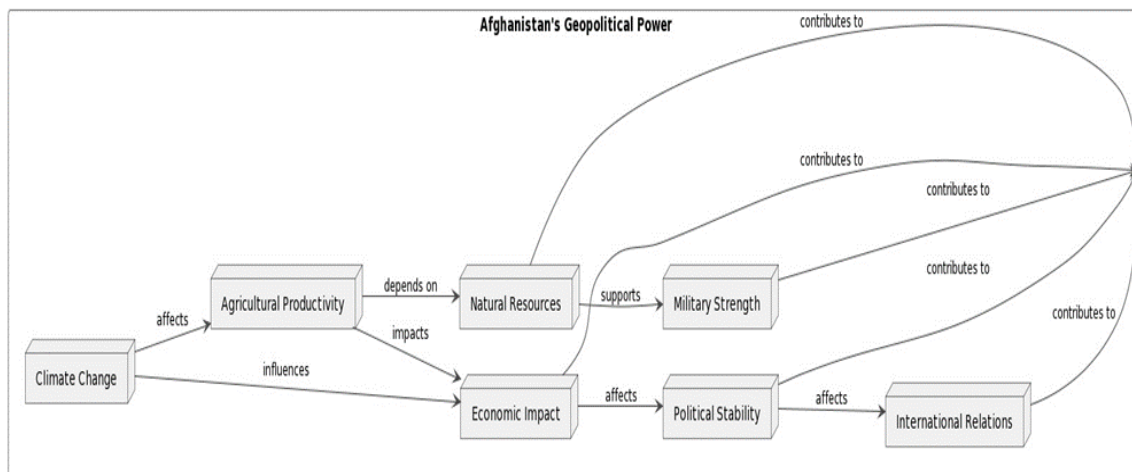 Afghanistan's Geopolitical Power
contributes to
contributes to
contributes to
contributes to
contributes to
Agricultural Productivity
depends on
Natural Resources
supports
Military Strength
affects
impacts
Climate Change
influences
Economic Impact
affects
Political Stability
affects
International Relations